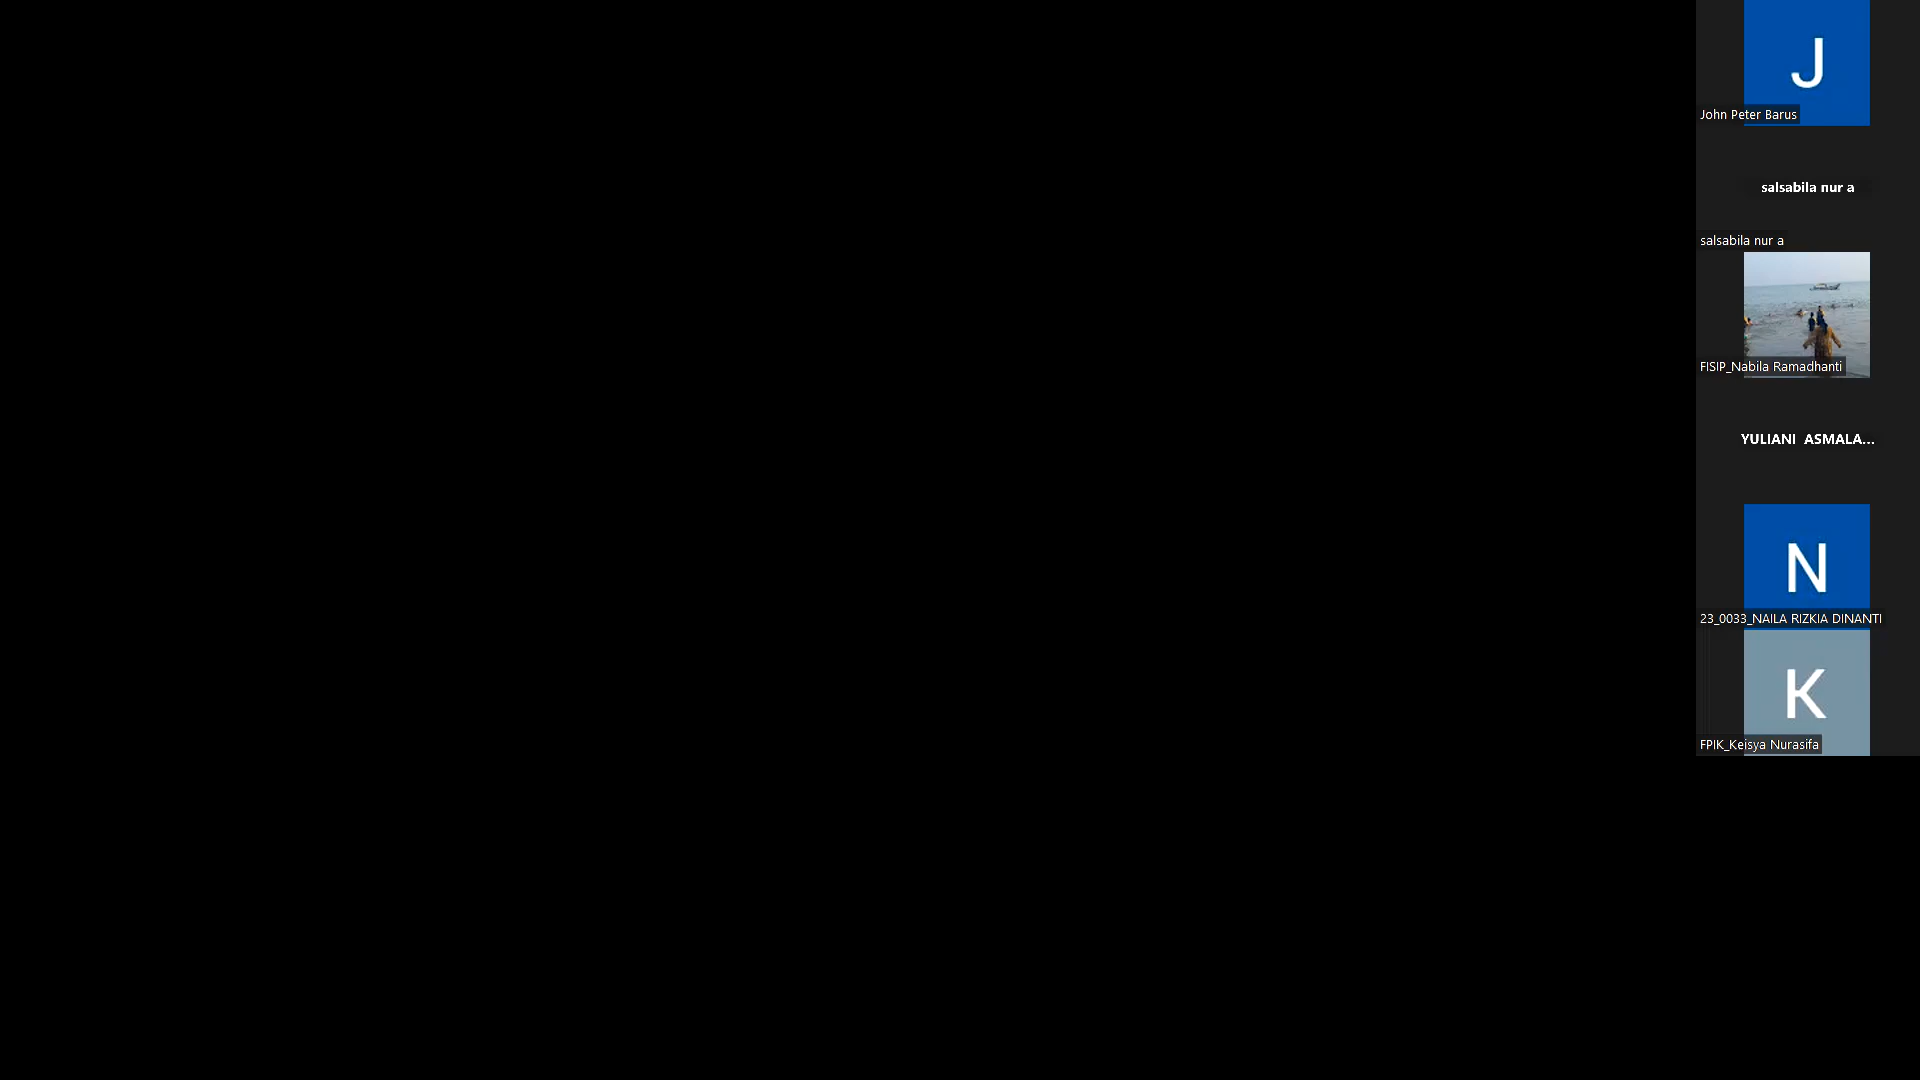 J
John Peter Barus
salsabila nur a
salsabila nur a
FISIP_Nabila Ramadhanti
YULIANI ASMALA...
N
23_0033_NAILA RIZKIA DINANTI
K
FPIK_Keisya Nurasifa